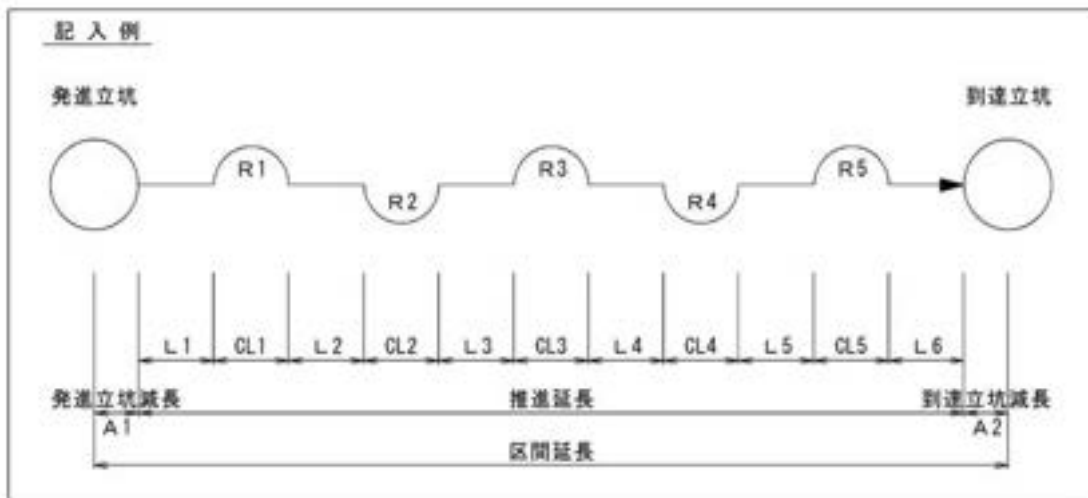 記入例
発進立坑 到達立坑
R1 R3 R5
R2 R4
L1 CL1 L2 CL2 L3 CL3 L4 CL4 L5 CL5 L6
発進立坑減長 推進延長 到達立坑減長
A1 A2
区間延長